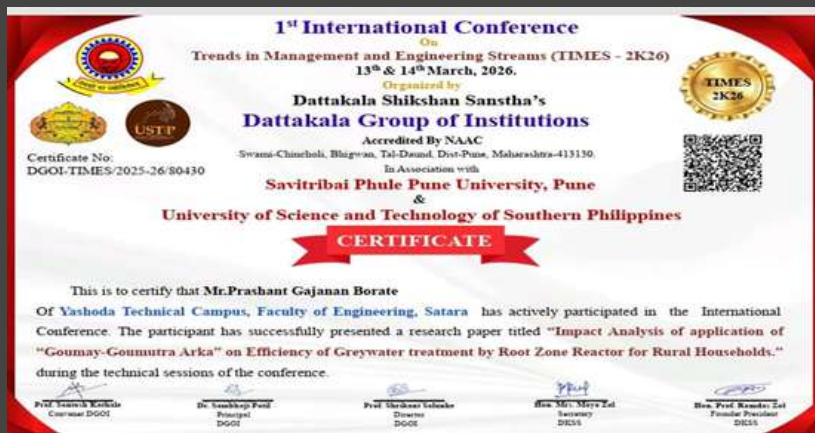 1st International Conference
On
Trends in Management and Engineering Streams (TIMES - 2K26)
13th & 14th March, 2026.
Organized by
Dattakala Shikshan Sanstha's
Dattakala Group of Institutions
Accredited By NAAC
Swami-Chincholi, Bhigwan, Tal-Daund, Dist-Pune, Maharashtra-413130.
In Association with
Savitribai Phule Pune University, Pune
&
University of Science and Technology of Southern Philippines
TIMES
2K26
USTP
Certificate No:
DGOI-TIMES/2025-26/80430
CERTIFICATE
This is to certify that Mr.Prashant Gajanan Borate
Of Yashoda Technical Campus, Faculty of Engineering, Satara has actively participated in the International
Conference. The participant has successfully presented a research paper titled "Impact Analysis of application of
"Goumay-Goumutra Arka" on Efficiency of Greywater treatment by Root Zone Reactor for Rural Households."
during the technical sessions of the conference.
Convener DGOI
Principal
DGOI
Director
DGOI
Secretary
DKSS
Founder President
DKSS